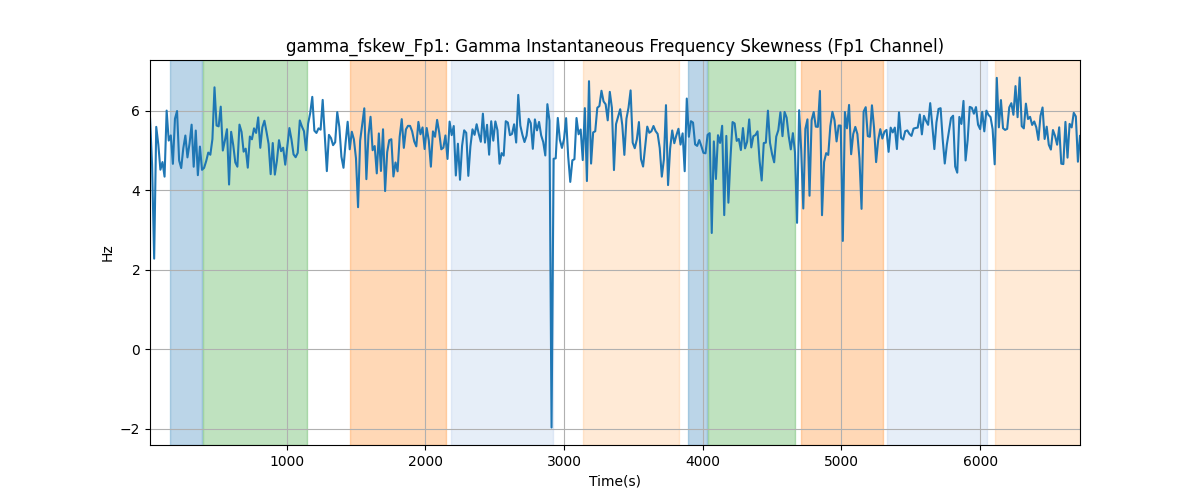 gamma_fskew_Fp1: Gamma Instantaneous Frequency Skewness (Fp1 Channel)
6
4
2
0
−2
Hz
1000 2000 3000 4000 5000 6000
Time(s)